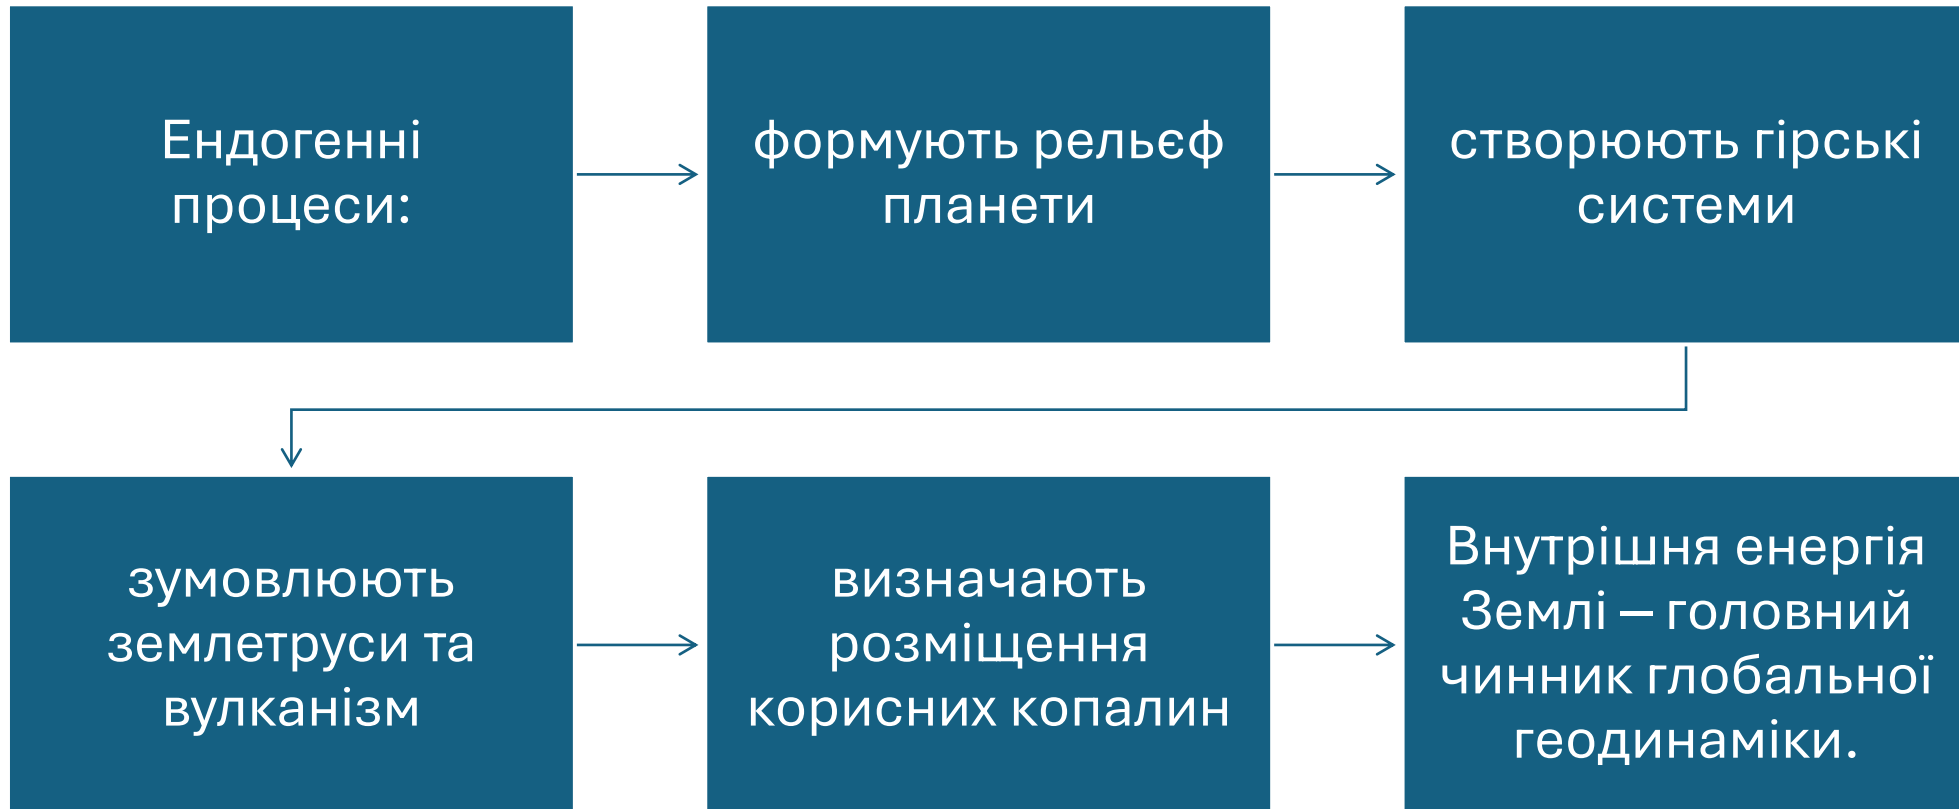 Ендогенні
процеси:
формують рельєф
планети
створюють гірські
системи
зумовлюють
землетруси та
вулканізм
визначають
розміщення
корисних копалин
Внутрішня енергія
Землі – головний
чинник глобальної
геодинаміки.